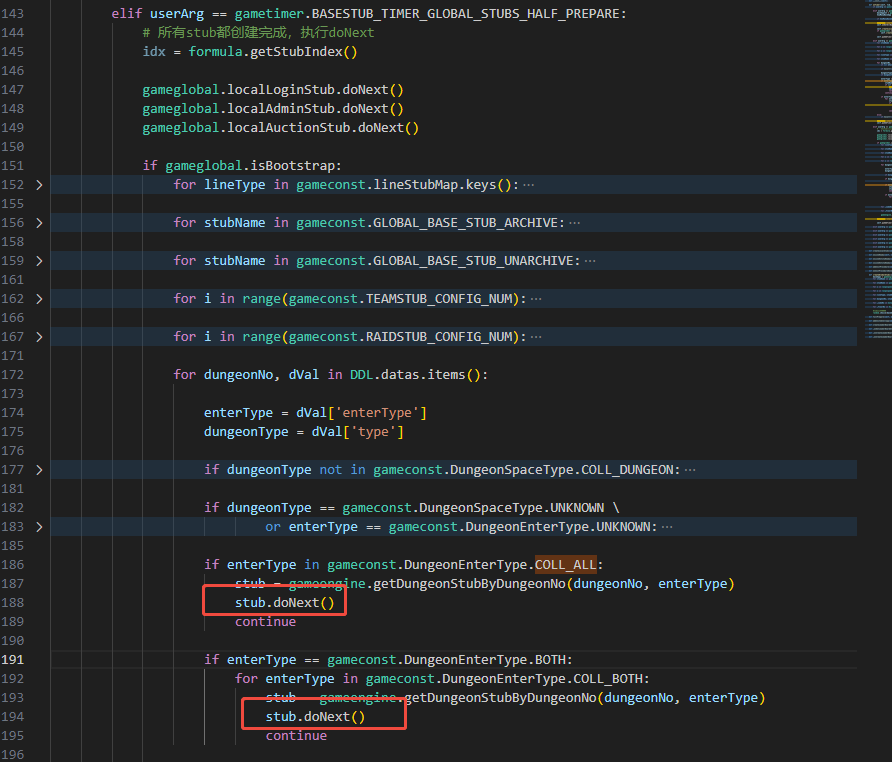 143 elif userArg == gametimer.BASESTUB_TIMER_GLOBAL_STUBS_HALF_PREPARE:
144 # 所有stub都创建完成，执行doNext
145 idx = formula.getStubIndex()
146
147 gameglobal.localLoginStub.doNext()
148 gameglobal.localAdminStub.doNext()
149 gameglobal.localAuctionStub.doNext()
150
151 if gameglobal.isBootstrap:
152 for lineType in gameconst.lineStubMap.keys(): ···
155
156 for stubName in gameconst.GLOBAL_BASE_STUB_ARCHIVE: ···
158
159 for stubName in gameconst.GLOBAL_BASE_STUB_UNARCHIVE: ···
161
162 for i in range(gameconst.TEAMSTUB_CONFIG_NUM): ···
166
167 for i in range(gameconst.RAIDSTUB_CONFIG_NUM): ···
171
172 for dungeonNo, dVal in DDL.datas.items():
173
174 enterType = dVal['enterType']
175 dungeonType = dVal['type']
176
177 if dungeonType not in gameconst.DungeonSpaceType.COLL_DUNGEON: ···
181
182 if dungeonType == gameconst.DungeonSpaceType.UNKNOWN \
183 or enterType == gameconst.DungeonEnterType.UNKNOWN: ···
185
186 if enterType in gameconst.DungeonEnterType.COLL_ALL:
187 stub = gameengine.getDungeonStubByDungeonNo(dungeonNo, enterType)
188 stub.doNext()
189 continue
190
191 if enterType == gameconst.DungeonEnterType.BOTH:
192 for enterType in gameconst.DungeonEnterType.COLL_BOTH:
193 stub = gameengine.getDungeonStubByDungeonNo(dungeonNo, enterType)
194 stub.doNext()
195 continue
196